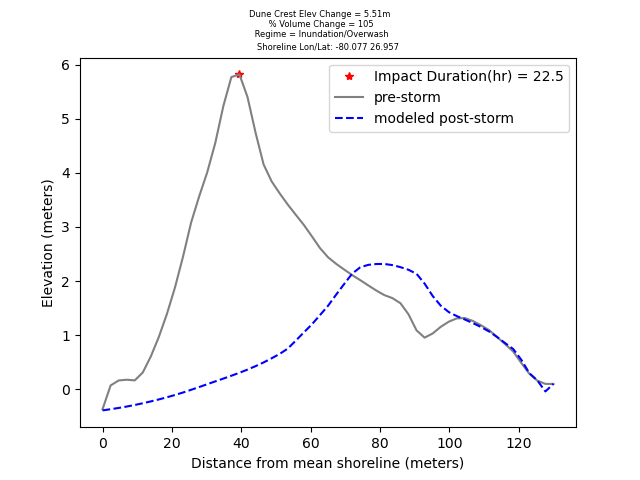 Dune Crest Elev Change = 5.51m
% Volume Change = 105
Regime = Inundation/Overwash
Shoreline Lon/Lat: -80.077 26.957
Impact Duration(hr) = 22.5
pre-storm
modeled post-storm
Elevation (meters)
6
5
4
3
2
1
0
0 20 40 60 80 100 120
Distance from mean shoreline (meters)